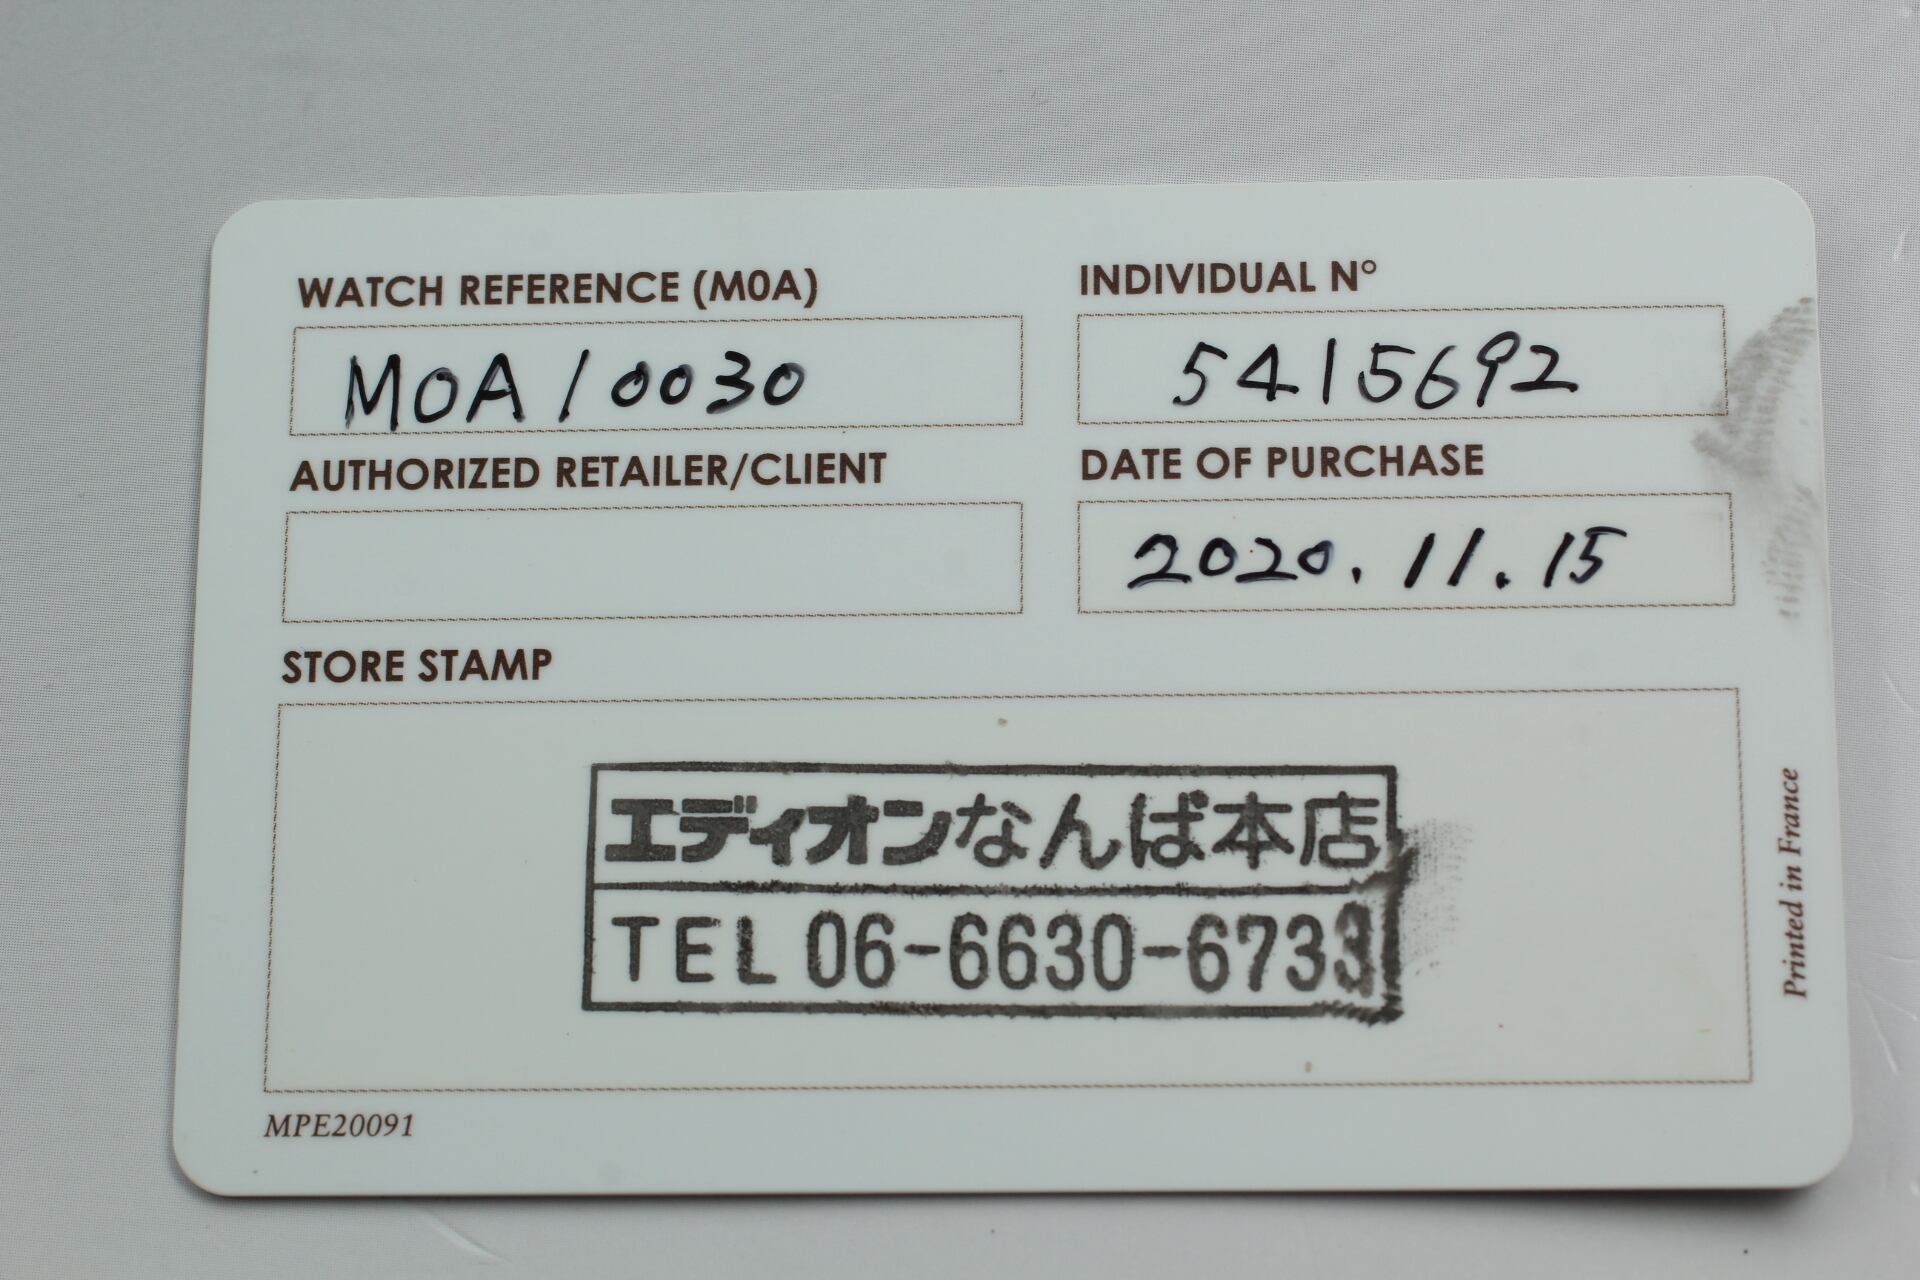 WATCH REFERENCE (M0A)
M0A10030
INDIVIDUAL N°
5415692
AUTHORIZED RETAILER/CLIENT
DATE OF PURCHASE
2020.11.15
STORE STAMP
エディオンなんば本店
TEL 06-6630-6733
Printed in France
MPE20091